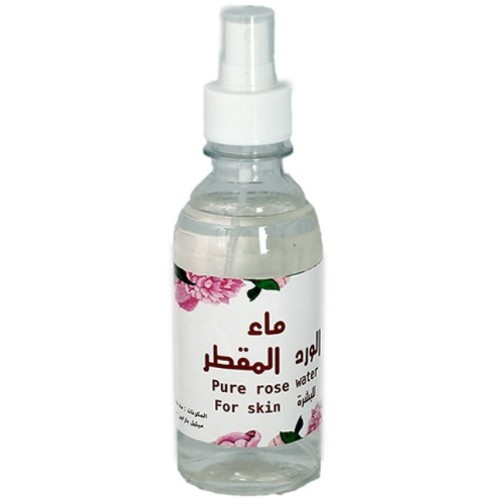 ماء الورد
المقطر
Pure rose water
For skin للبشرة
المكونات :